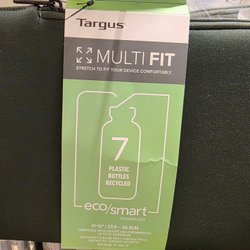 Targus
MULTI FIT
STRETCH TO FIT YOUR DEVICE COMFORTABLY
7
PLASTIC
BOTTLES
RECYCLED
eco/smart
TECHNOLOGY
11-12" / 27.9 - 30.4CM